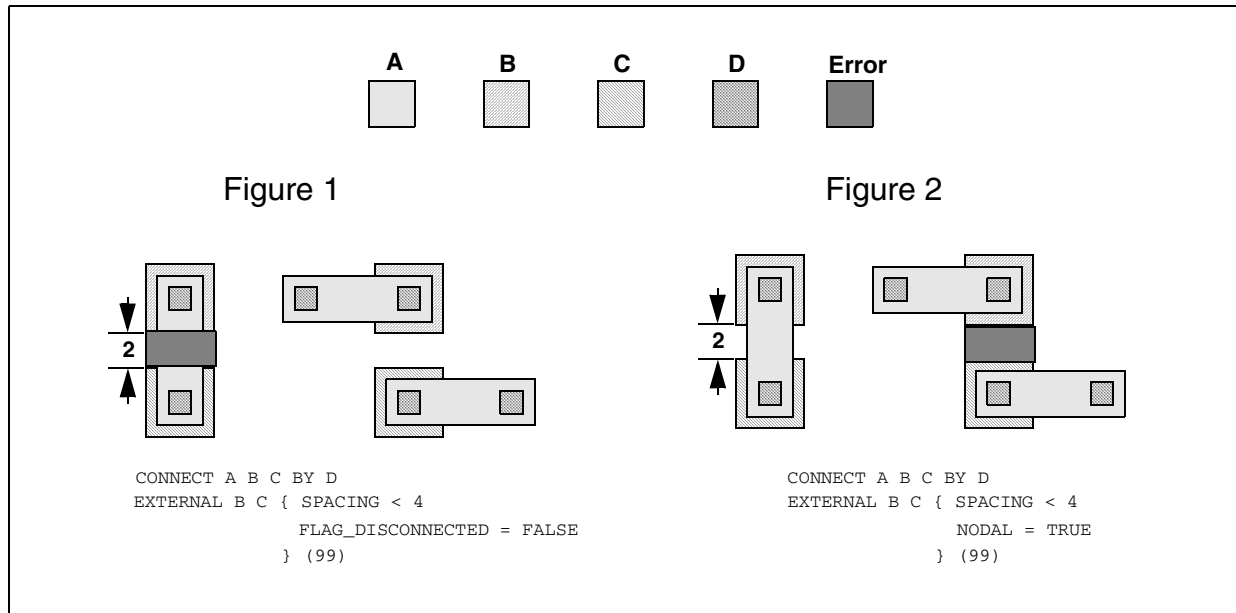 A B C D Error
Figure 1 Figure 2
2 2
CONNECT A B C BY D
EXTERNAL B C { SPACING < 4
FLAG_DISCONNECTED = FALSE
} (99)
CONNECT A B C BY D
EXTERNAL B C { SPACING < 4
NODAL = TRUE
} (99)